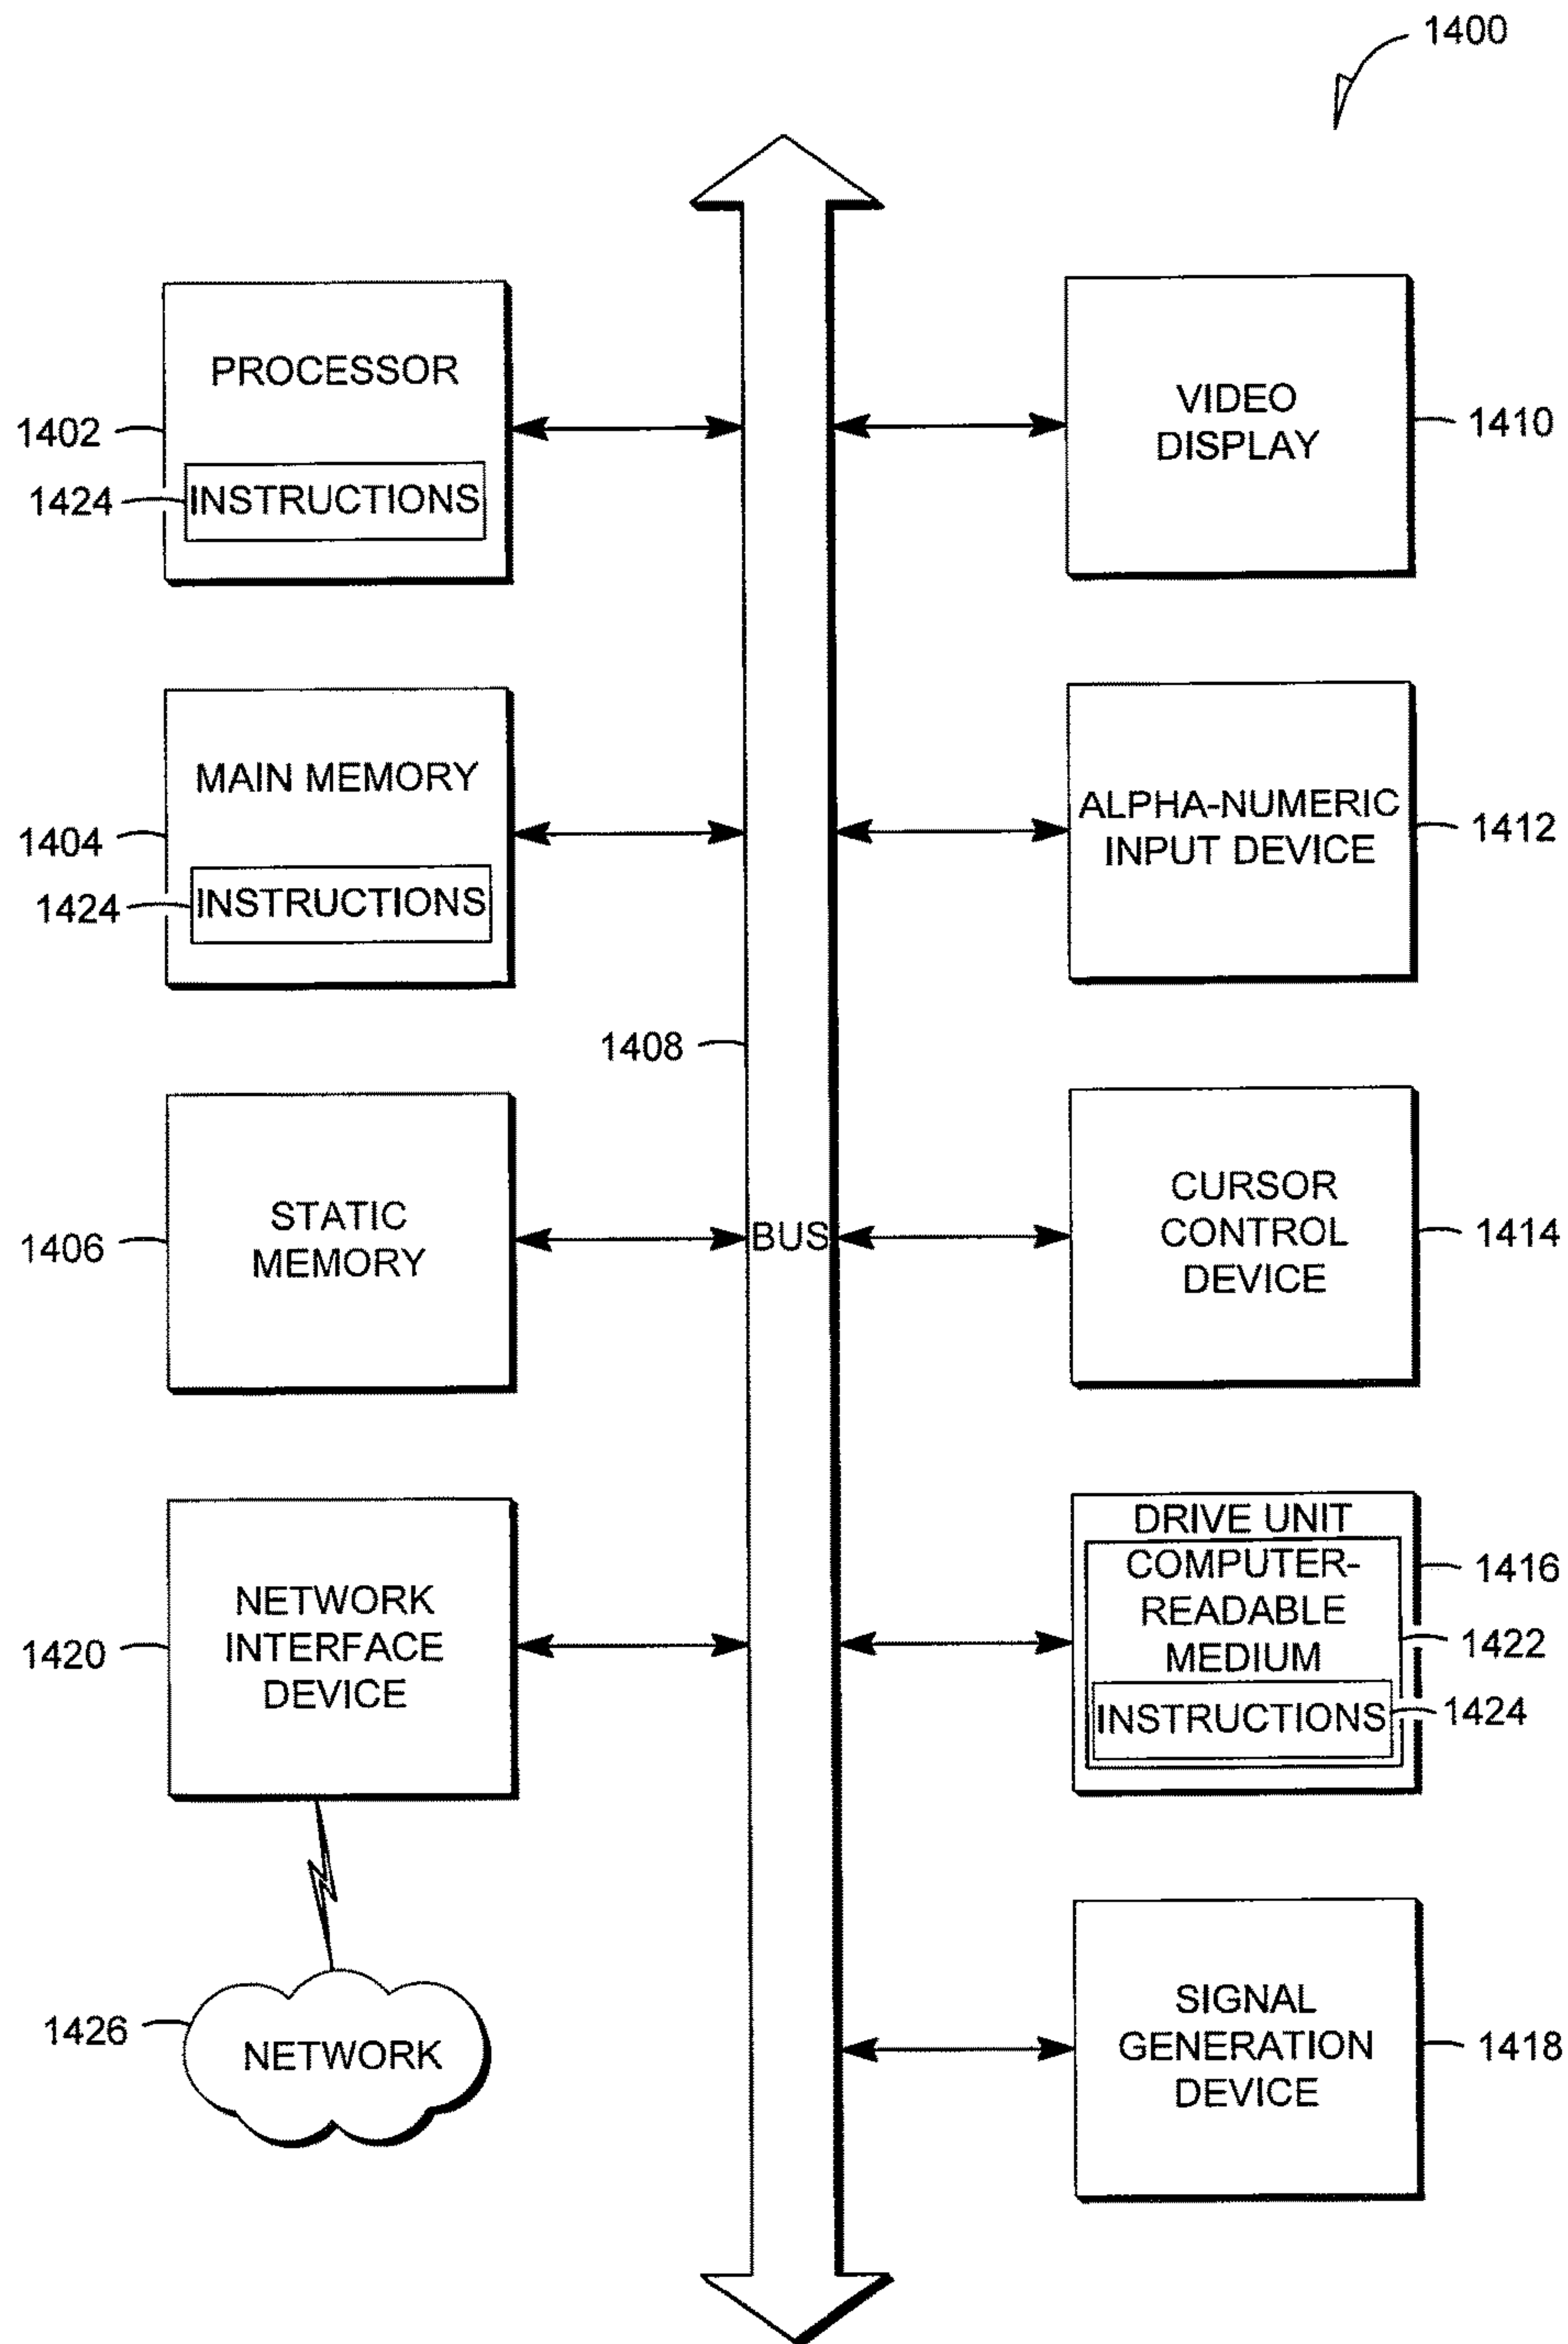 1400
PROCESSOR
1402
1424
INSTRUCTIONS
VIDEO
DISPLAY
1410
MAIN MEMORY
1404
1424
INSTRUCTIONS
ALPHA-NUMERIC
INPUT DEVICE
1412
1408
STATIC
MEMORY
1406
BUS
CURSOR
CONTROL
DEVICE
1414
NETWORK
INTERFACE
DEVICE
1420
DRIVE UNIT
COMPUTER-
READABLE
MEDIUM
1416
1422
INSTRUCTIONS
1424
1426
NETWORK
SIGNAL
GENERATION
DEVICE
1418